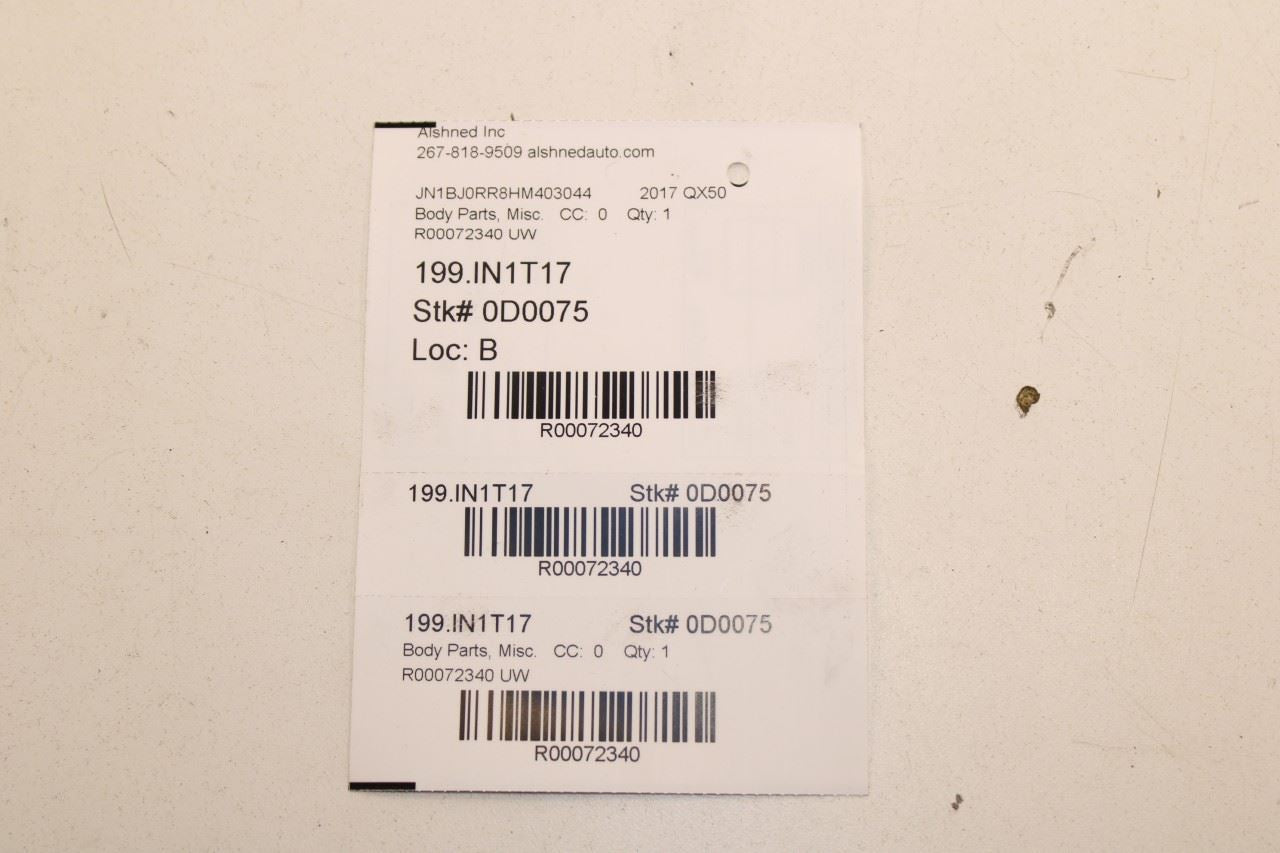 Alshned Inc
267-818-9509 alshnedauto.com
JN1BJ0RR8HM403044 2017 QX50
Body Parts, Misc. CC: 0 Qty: 1
R00072340 UW
199.IN1T17
Stk# 0D0075
Loc: B
R00072340
199.IN1T17 Stk# 0D0075
R00072340
199.IN1T17 Stk# 0D0075
Body Parts, Misc. CC: 0 Qty: 1
R00072340 UW
R00072340